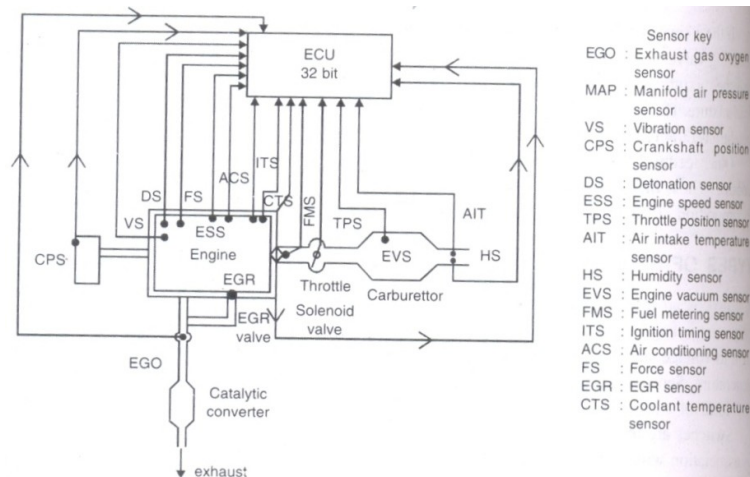 ECU
32 bit
ITS
ACS
CTS
FMS
DS
FS
VS
ESS
TPS
AIT
Engine
EVS
HS
CPS
EGR
Throttle
Carburettor
Solenoid
valve
EGR
valve
EGO
Catalytic
converter
exhaust
Sensor key
EGO : Exhaust gas oxygen
sensor
MAP : Manifold air pressure
sensor
VS : Vibration sensor
CPS : Crankshaft position
sensor
DS : Detonation sensor
ESS : Engine speed sensor
TPS : Throttle position sensor
AIT : Air intake temperature
sensor
HS : Humidity sensor
EVS : Engine vacuum sensor
FMS : Fuel metering sensor
ITS : Ignition timing sensor
ACS : Air conditioning sensor
FS : Force sensor
EGR : EGR sensor
CTS : Coolant temperature
sensor